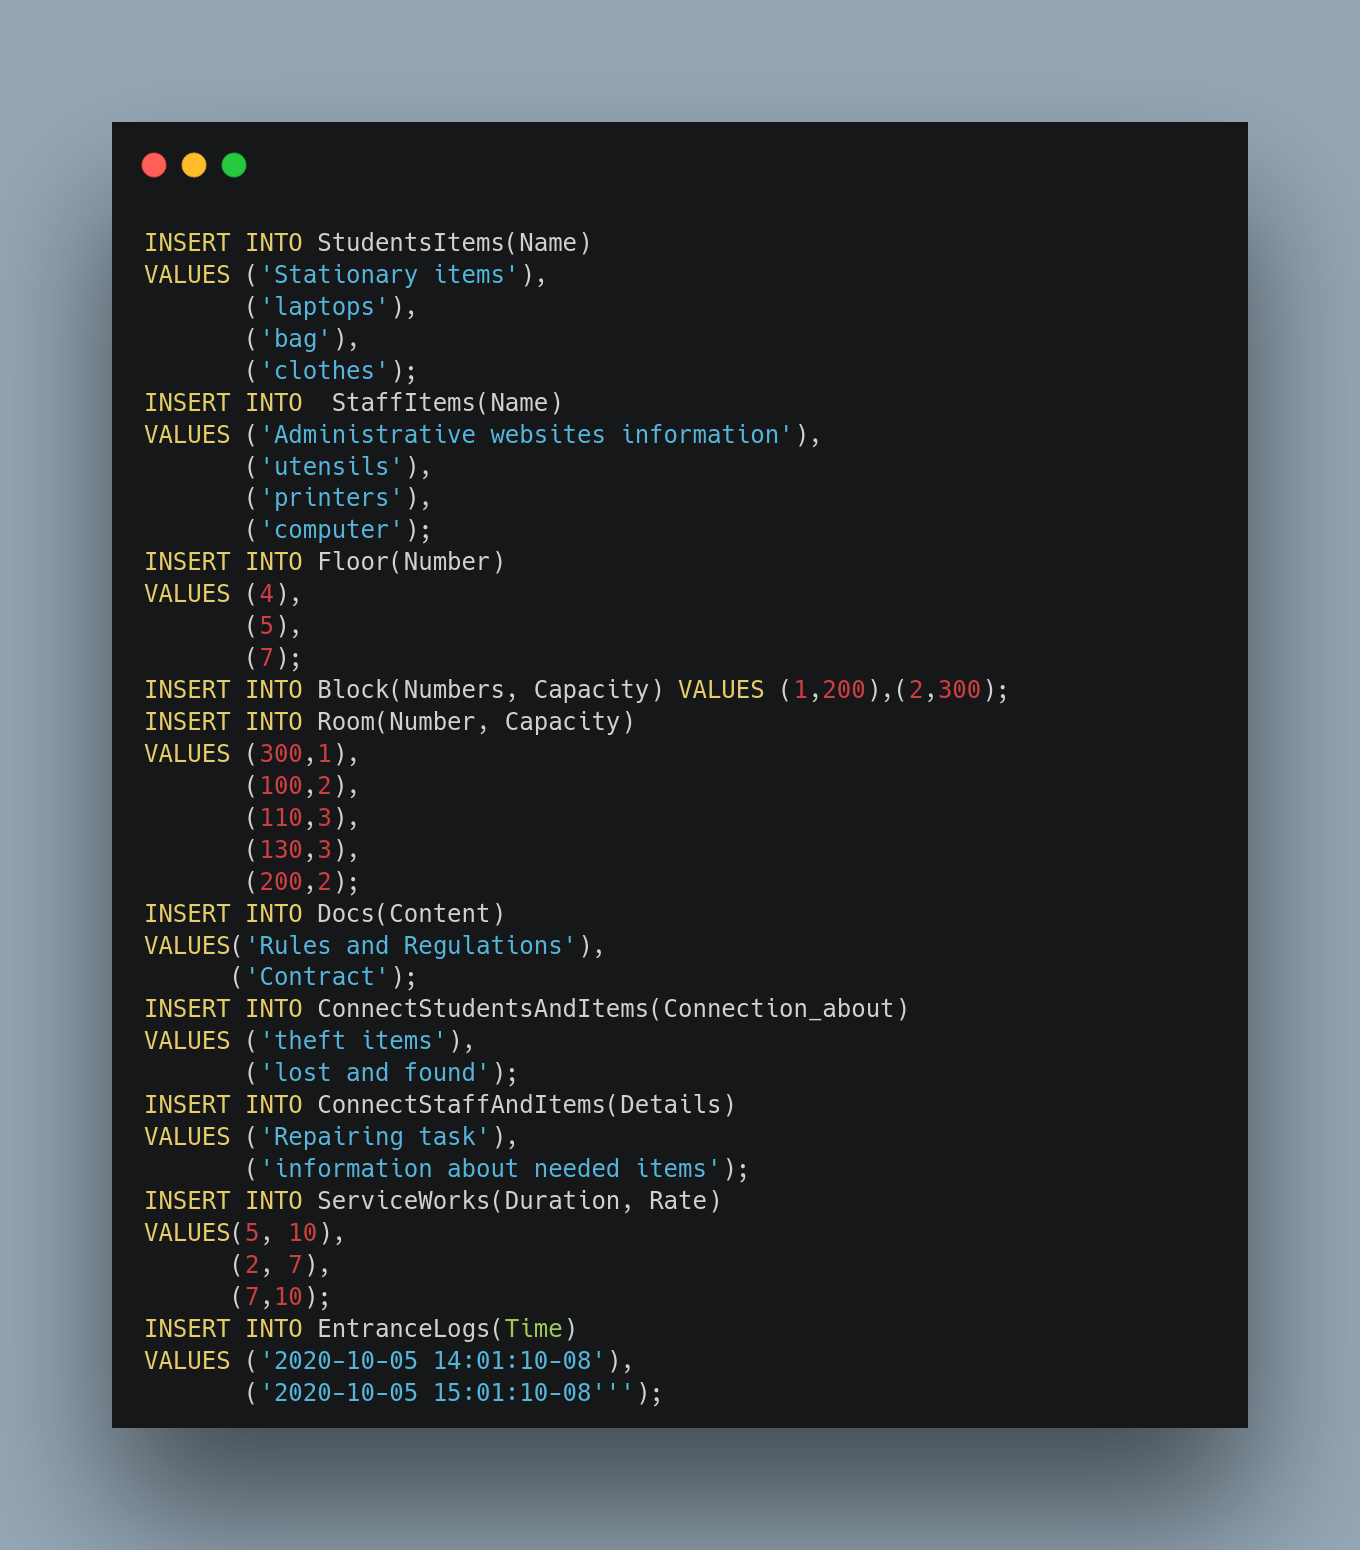 INSERT INTO StudentsItems(Name)
VALUES ('Stationary items'),
       ('laptops'),
       ('bag'),
       ('clothes');
INSERT INTO  StaffItems(Name)
VALUES ('Administrative websites information'),
       ('utensils'),
       ('printers'),
       ('computer');
INSERT INTO Floor(Number)
VALUES (4),
       (5),
       (7);
INSERT INTO Block(Numbers, Capacity) VALUES (1,200),(2,300);
INSERT INTO Room(Number, Capacity)
VALUES (300,1),
       (100,2),
       (110,3),
       (130,3),
       (200,2);
INSERT INTO Docs(Content)
VALUES('Rules and Regulations'),
      ('Contract');
INSERT INTO ConnectStudentsAndItems(Connection_about)
VALUES ('theft items'),
       ('lost and found');
INSERT INTO ConnectStaffAndItems(Details)
VALUES ('Repairing task'),
       ('information about needed items');
INSERT INTO ServiceWorks(Duration, Rate)
VALUES(5, 10),
      (2, 7),
      (7,10);
INSERT INTO EntranceLogs(Time)
VALUES ('2020-10-05 14:01:10-08'),
       ('2020-10-05 15:01:10-08''');